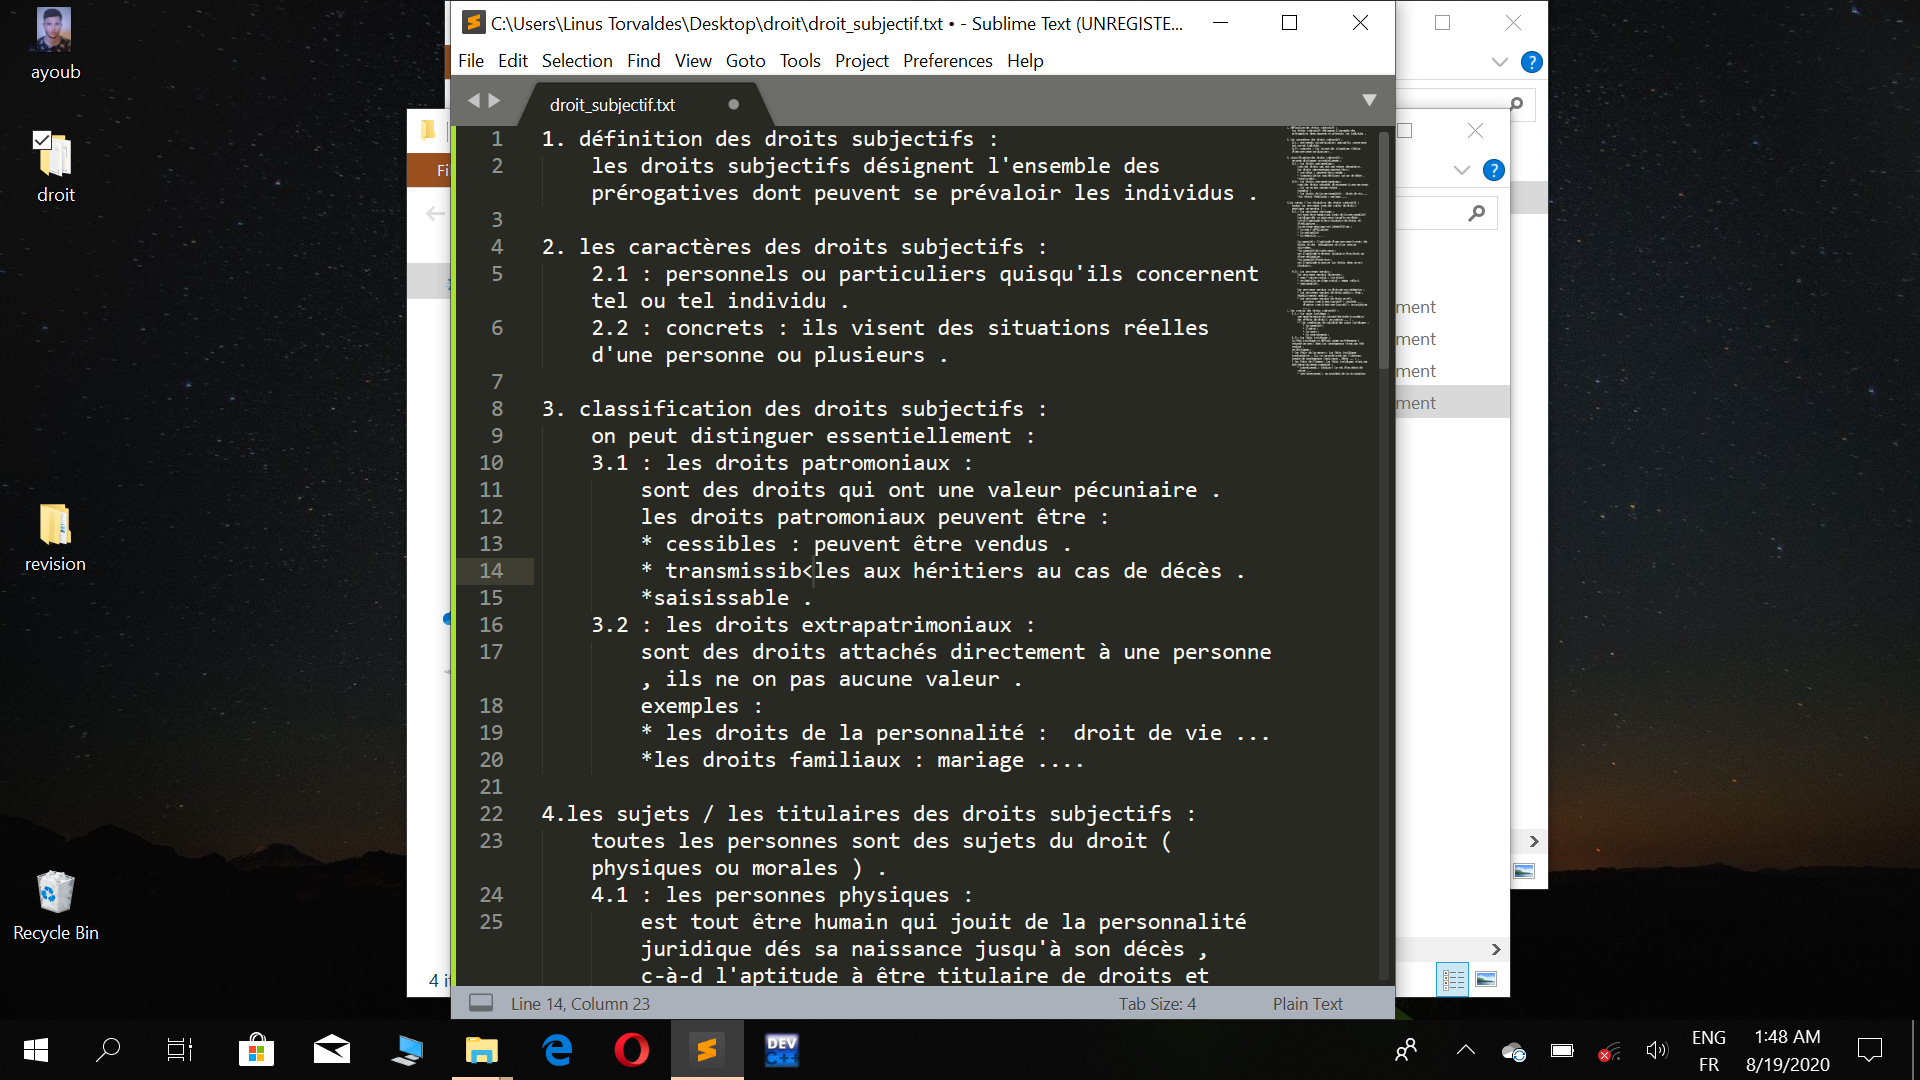 C:\Users\Linus Torvaldes\Desktop\droit\droit_subjectif.txt • - Sublime Text (UNREGISTE...
File Edit Selection Find View Goto Tools Project Preferences Help
droit_subjectif.txt
1 1. définition des droits subjectifs :
2 les droits subjectifs désignent l'ensemble des
prérogatives dont peuvent se prévaloir les individus .
3
4 2. les caractères des droits subjectifs :
5 2.1 : personnels ou particuliers quisqu'ils concernent
tel ou tel individu .
6 2.2 : concrets : ils visent des situations réelles
d'une personne ou plusieurs .
7
8 3. classification des droits subjectifs :
9 on peut distinguer essentiellement :
10 3.1 : les droits patromoniaux :
11 sont des droits qui ont une valeur pécuniaire .
12 les droits patromoniaux peuvent être :
13 * cessibles : peuvent être vendus .
14 * transmissib<les aux héritiers au cas de décès .
15 *saisissable .
16 3.2 : les droits extrapatrimoniaux :
17 sont des droits attachés directement à une personne
, ils ne on pas aucune valeur .
18 exemples :
19 * les droits de la personnalité :  droit de vie ...
20 *les droits familiaux : mariage ....
21
22 4.les sujets / les titulaires des droits subjectifs :
23 toutes les personnes sont des sujets du droit (
physiques ou morales ) .
24 4.1 : les personnes physiques :
25 est tout être humain qui jouit de la personnalité
juridique dés sa naissance jusqu'à son décès ,
c-à-d l'aptitude à être titulaire de droits et
Line 14, Column 23 Tab Size: 4 Plain Text
ayoub
droit
revision
Recycle Bin
Fi
4 it
ment
ment
ment
ment
DEV
C++
ENG
FR
1:48 AM
8/19/2020